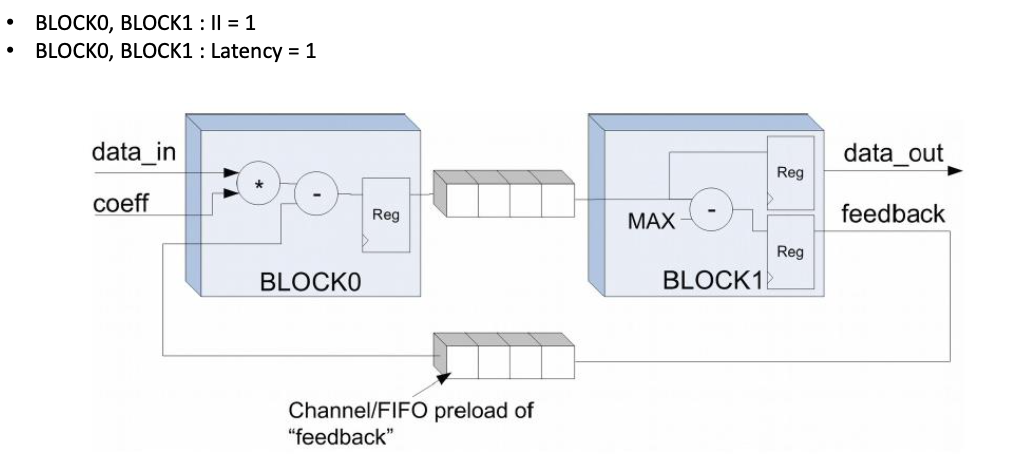 • BLOCK0, BLOCK1 : II = 1
• BLOCK0, BLOCK1 : Latency = 1
data_in
coeff
*
-
Reg
BLOCK0
MAX
-
Reg
Reg
BLOCK1
data_out
feedback
Channel/FIFO preload of
“feedback”